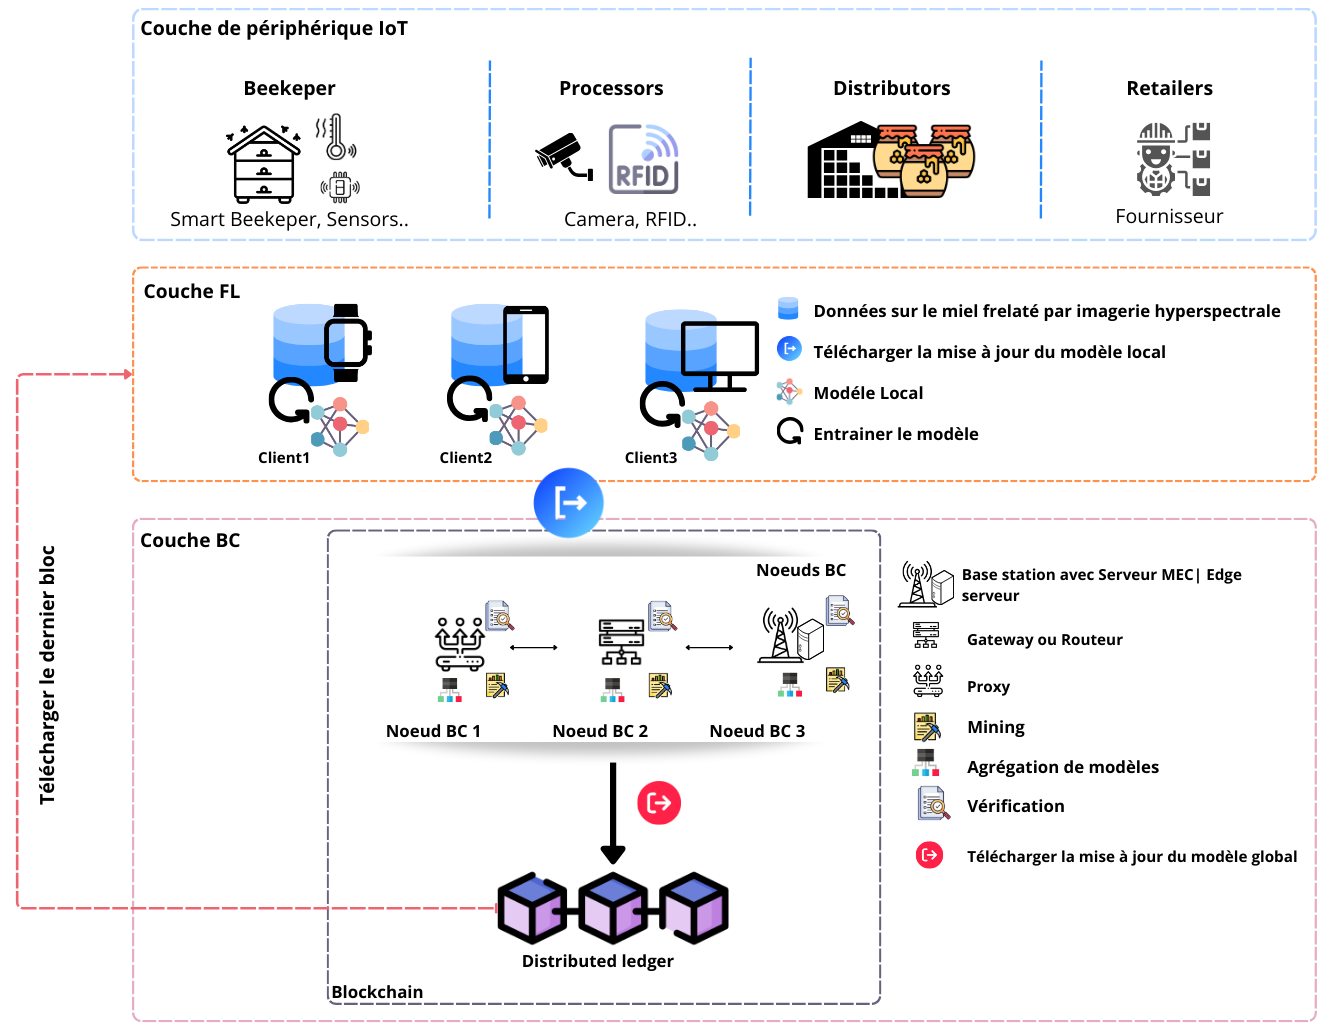 Couche de périphérique IoT
Beekeper
Processors
Distributors
Retailers
RFID
Smart Beekeper, Sensors..
Camera, RFID..
Fournisseur
Couche FL
Client1
Client2
Client3
Données sur le miel frelaté par imagerie hyperspectrale
Télécharger la mise à jour du modèle local
Modéle Local
Entrainer le modèle
Télécharger le dernier bloc
Couche BC
Noeuds BC
Noeud BC 1
Noeud BC 2
Noeud BC 3
Distributed ledger
Blockchain
Base station avec Serveur MEC| Edge
serveur
Gateway ou Routeur
Proxy
Mining
Agrégation de modèles
Vérification
Télécharger la mise à jour du modèle global